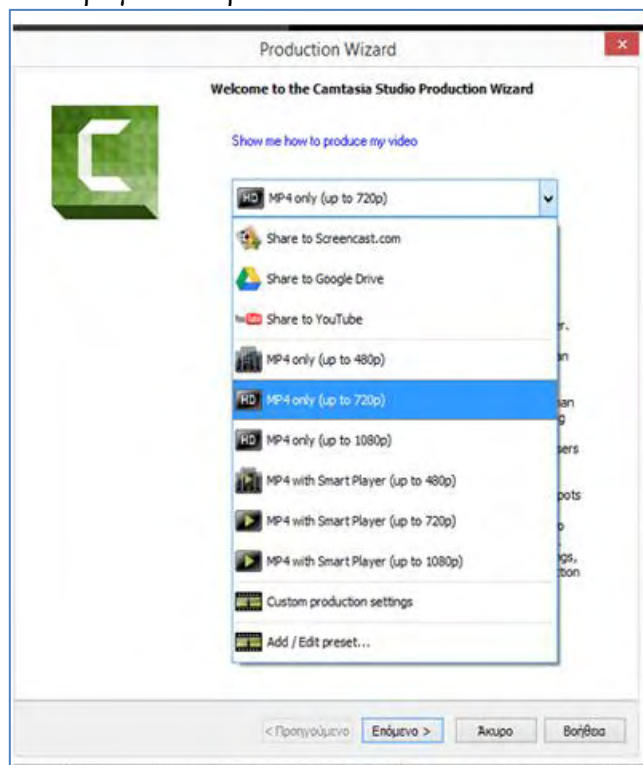 Production Wizard
Welcome to the Camtasia Studio Production Wizard
Show me how to produce my video
HD MP4 only (up to 720p)
Share to Screencast.com
Share to Google Drive
Share to YouTube
MP4 only (up to 480p)
HD MP4 only (up to 720p)
HD MP4 only (up to 1080p)
MP4 with Smart Player (up to 480p)
MP4 with Smart Player (up to 720p)
MP4 with Smart Player (up to 1080p)
Custom production settings
Add / Edit preset...
< Προηγούμενο Επόμενο > Άκυρο Βοήθεια